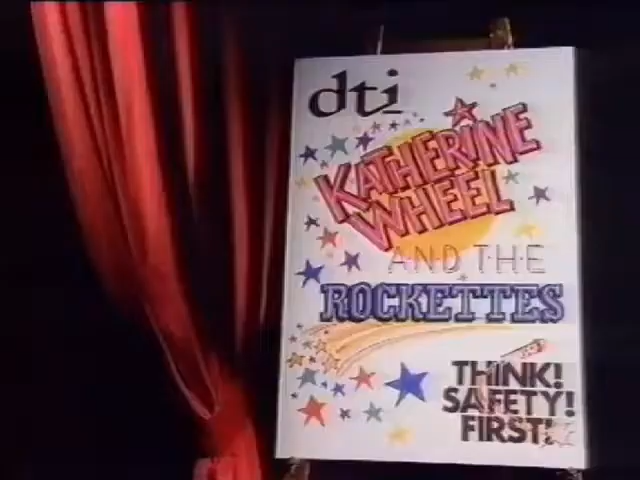 dti
KATHERINE
WHEEL
AND THE
ROCKETTES
THINK!
SAFETY!
FIRST!